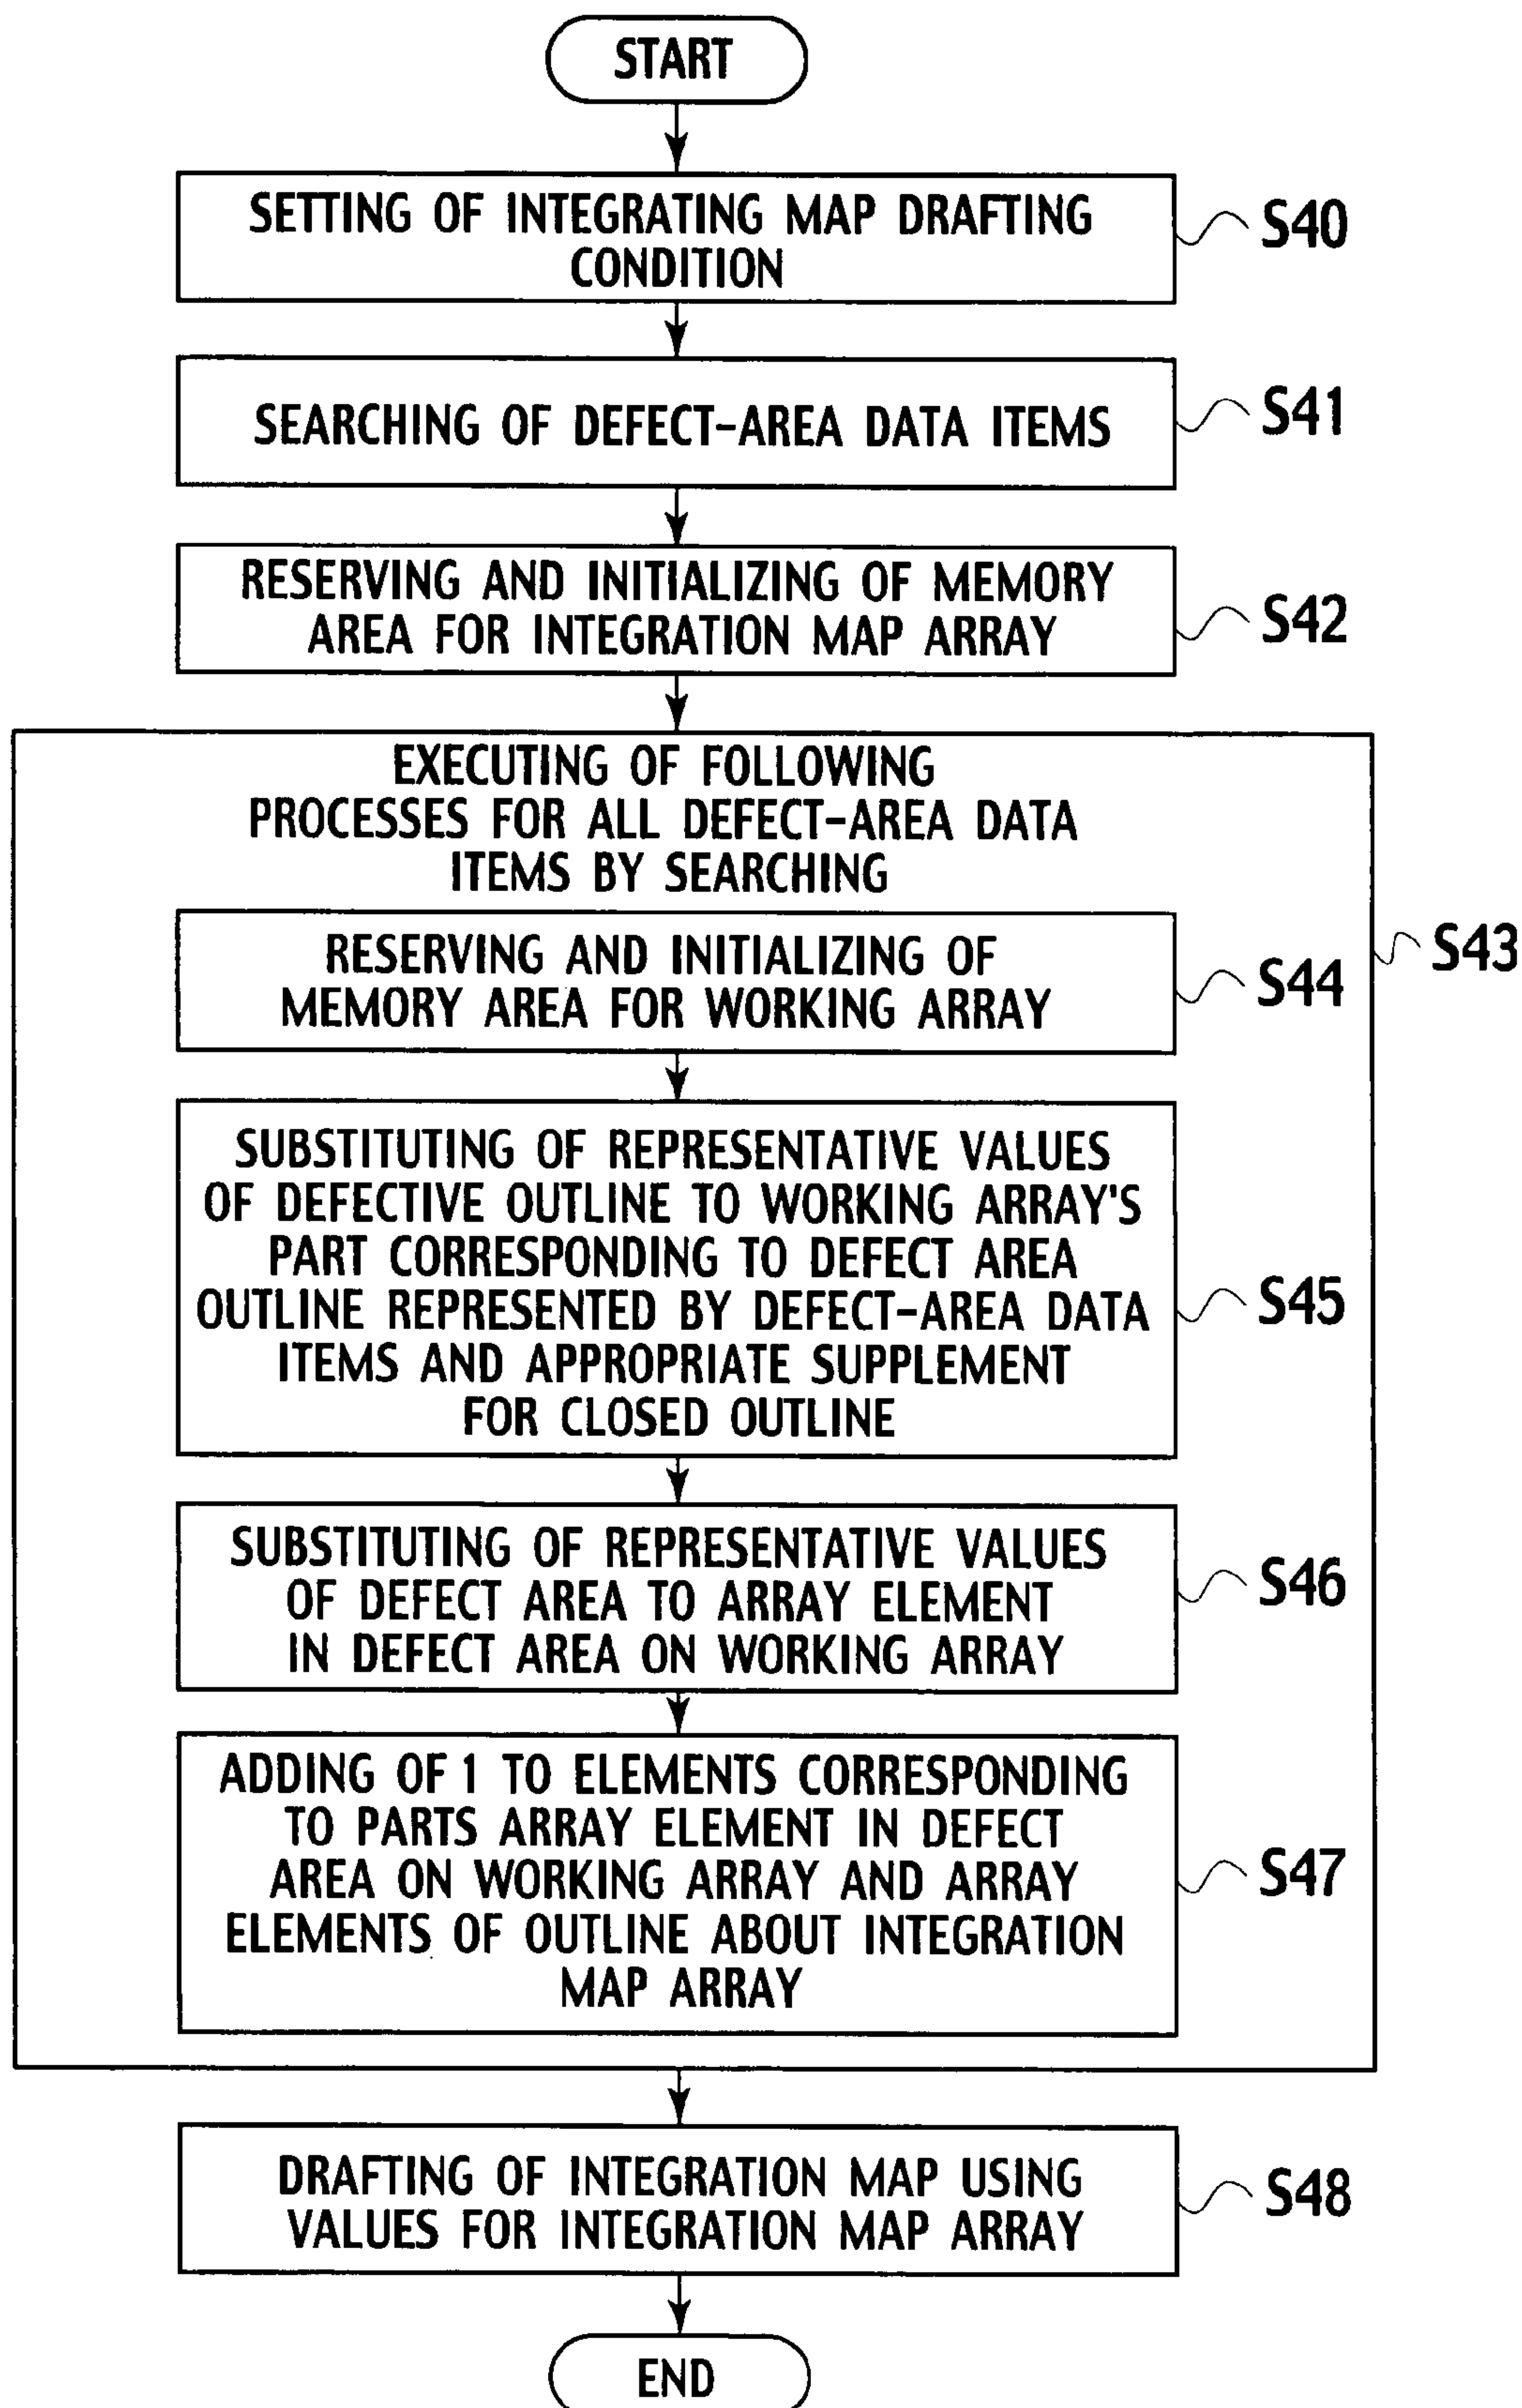 START
SETTING OF INTEGRATING MAP DRAFTING
CONDITION
S40
SEARCHING OF DEFECT-AREA DATA ITEMS
S41
RESERVING AND INITIALIZING OF MEMORY
AREA FOR INTEGRATION MAP ARRAY
S42
EXECUTING OF FOLLOWING
PROCESSES FOR ALL DEFECT-AREA DATA
ITEMS BY SEARCHING
S43
RESERVING AND INITIALIZING OF
MEMORY AREA FOR WORKING ARRAY
S44
SUBSTITUTING OF REPRESENTATIVE VALUES
OF DEFECTIVE OUTLINE TO WORKING ARRAY'S
PART CORRESPONDING TO DEFECT AREA
OUTLINE REPRESENTED BY DEFECT-AREA DATA
ITEMS AND APPROPRIATE SUPPLEMENT
FOR CLOSED OUTLINE
S45
SUBSTITUTING OF REPRESENTATIVE VALUES
OF DEFECT AREA TO ARRAY ELEMENT
IN DEFECT AREA ON WORKING ARRAY
S46
ADDING OF 1 TO ELEMENTS CORRESPONDING
TO PARTS ARRAY ELEMENT IN DEFECT
AREA ON WORKING ARRAY AND ARRAY
ELEMENTS OF OUTLINE ABOUT INTEGRATION
MAP ARRAY
S47
DRAFTING OF INTEGRATION MAP USING
VALUES FOR INTEGRATION MAP ARRAY
S48
END